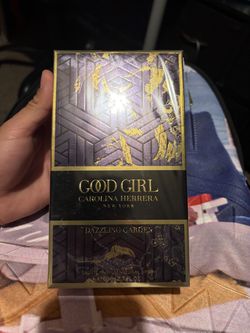 GOOD GIRL
CAROLINA HERRERA
NEW YORK
DAZZLING GARDEN